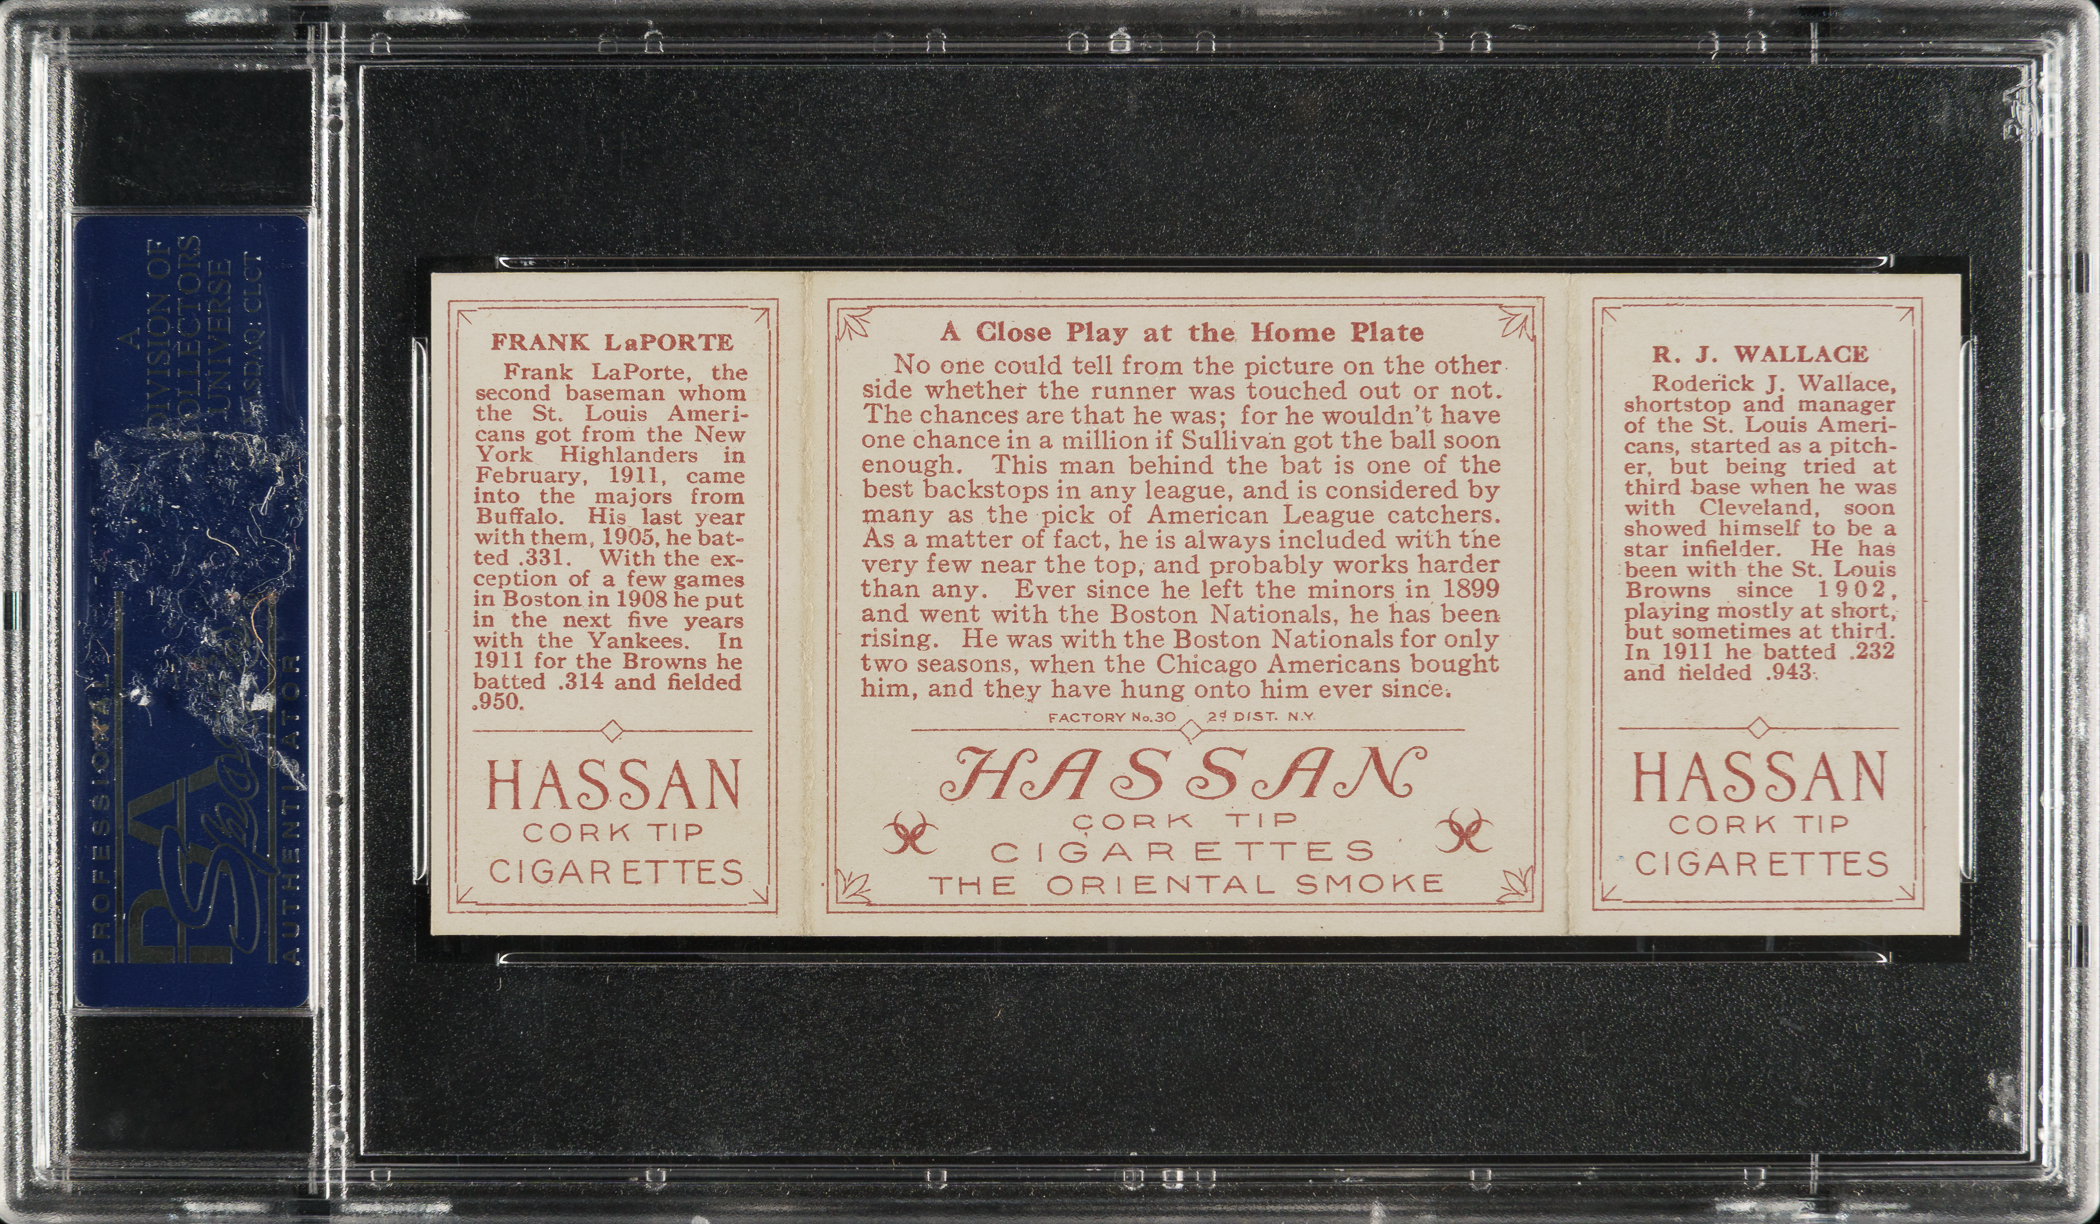 A
DIVISION OF
COLLECTORS
UNIVERSE
NASDAQ: CLCT
PROFESSIONAL
PSA
AUTHENTICATOR
FRANK LaPORTE
Frank LaPorte, the
second baseman whom
the St. Louis Ameri-
cans got from the New
York Highlanders in
February, 1911, came
into the majors from
Buffalo. His last year
with them, 1905, he bat-
ted .331. With the ex-
ception of a few games
in Boston in 1908 he put
in the next five years
with the Yankees. In
1911 for the Browns he
batted .314 and fielded
.950.
HASSAN
CORK TIP
CIGARETTES
A Close Play at the Home Plate
No one could tell from the picture on the other
side whether the runner was touched out or not.
The chances are that he was; for he wouldn't have
one chance in a million if Sullivan got the ball soon
enough. This man behind the bat is one of the
best backstops in any league, and is considered by
many as the pick of American League catchers.
As a matter of fact, he is always included with the
very few near the top, and probably works harder
than any. Ever since he left the minors in 1899
and went with the Boston Nationals, he has been
rising. He was with the Boston Nationals for only
two seasons, when the Chicago Americans bought
him, and they have hung onto him ever since.
FACTORY No. 30 2d DIST. N.Y.
HASSAN
CORK TIP
CIGARETTES
THE ORIENTAL SMOKE
R. J. WALLACE
Roderick J. Wallace,
shortstop and manager
of the St. Louis Ameri-
cans, started as a pitch-
er, but being tried at
third base when he was
with Cleveland, soon
showed himself to be a
star infielder. He has
been with the St. Louis
Browns since 1902,
playing mostly at short,
but sometimes at third.
In 1911 he batted .232
and fielded .943.
HASSAN
CORK TIP
CIGARETTES